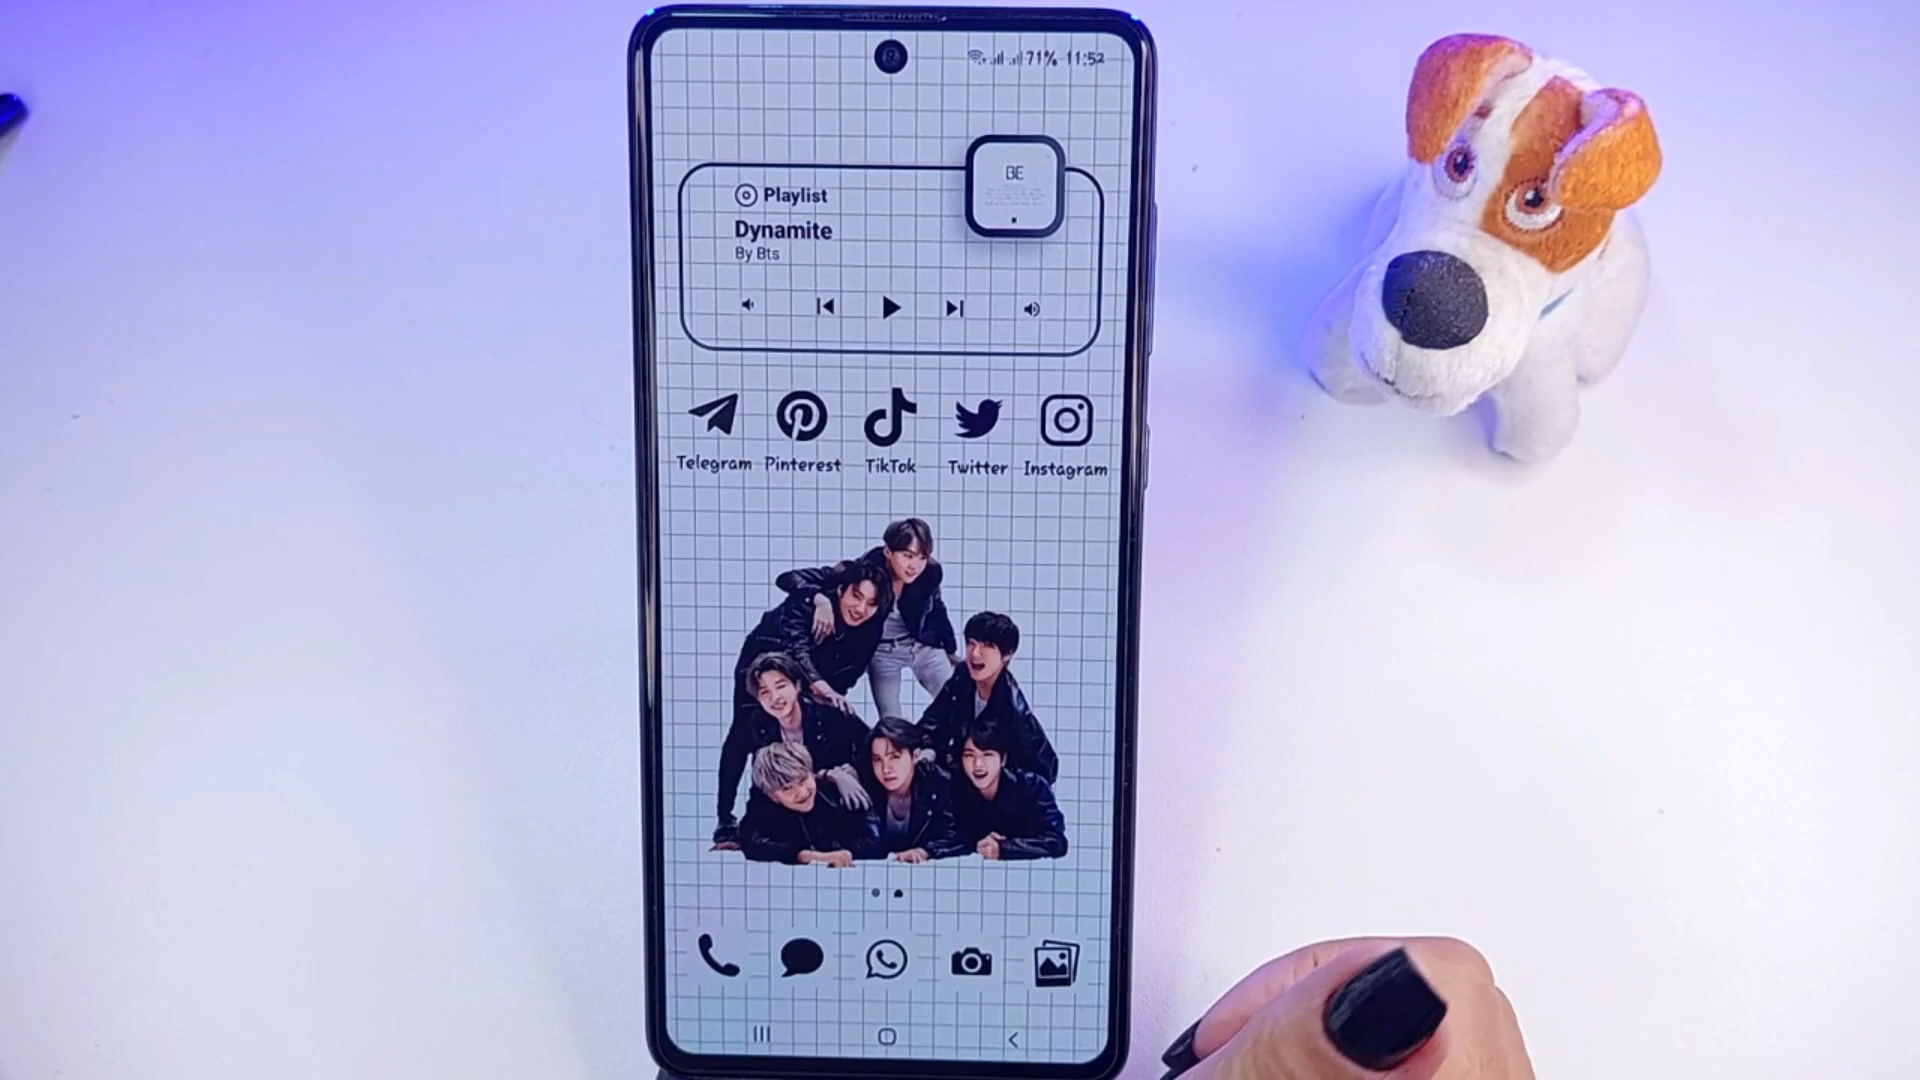 71% 11:52
BE
Playlist
Dynamite
By Bts
Telegram Pinterest TikTok Twitter Instagram